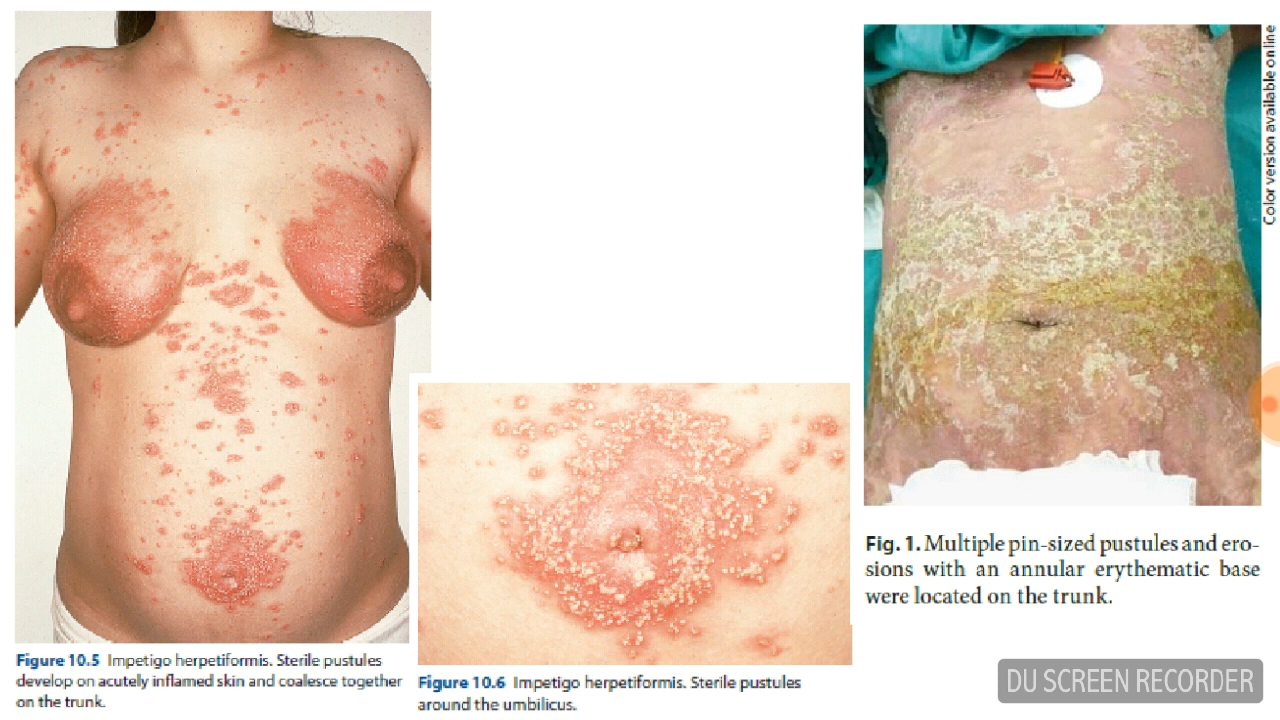 Figure 10.5 Impetigo herpetiformis. Sterile pustules
develop on acutely inflamed skin and coalesce together
on the trunk.
Figure 10.6 Impetigo herpetiformis. Sterile pustules
around the umbilicus.
Color version available online
Fig. 1. Multiple pin-sized pustules and ero-
sions with an annular erythematic base
were located on the trunk.
DU SCREEN RECORDER